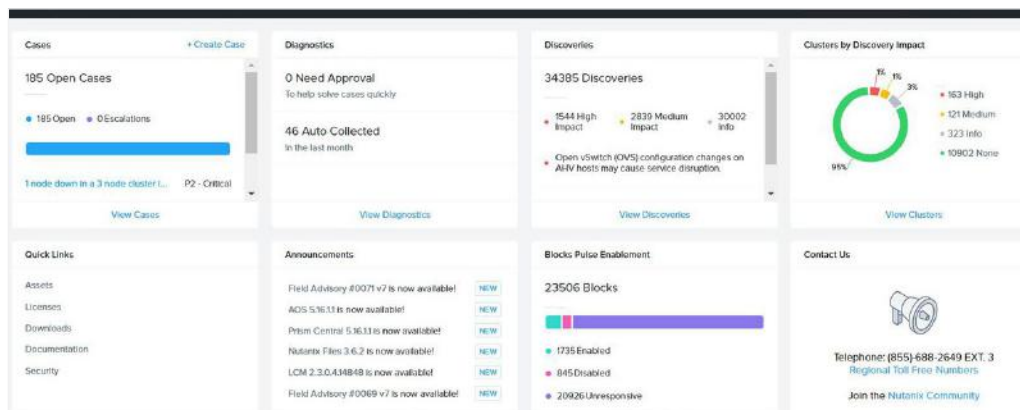 Cases
+ Create Case
185 Open Cases
185 Open
0 Escalations
1 node down in a 3 node cluster i...
P2 - Critical
View Cases
Diagnostics
0 Need Approval
To help solve cases quickly
46 Auto Collected
In the last month
View Diagnostics
Discoveries
34385 Discoveries
1544 High
Impact
2839 Medium
Impact
30002
Info
Open vSwitch (OVS) configuration changes on
AHV hosts may cause service disruption.
View Discoveries
Clusters by Discovery Impact
1%
1%
3%
95%
163 High
121 Medium
323 Info
10902 None
View Clusters
Quick Links
Assets
Licenses
Downloads
Documentation
Security
Announcements
Field Advisory #0071 v7 is now available!
NEW
AOS 5.16.1.1 is now available!
NEW
Prism Central 5.16.1.1 is now available!
NEW
Nutanix Files 3.6.2 is now available!
NEW
LCM 2.3.0.4.14848 is now available!
NEW
Field Advisory #0069 v7 is now available!
NEW
Blocks Pulse Enablement
23506 Blocks
1735 Enabled
845 Disabled
20926 Unresponsive
Contact Us
Telephone: (855)-688-2649 EXT. 3
Regional Toll Free Numbers
Join the Nutanix Community